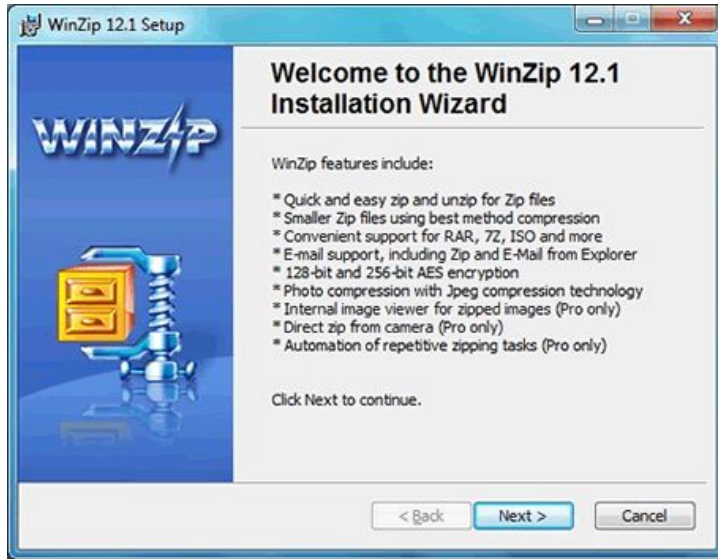 WinZip 12.1 Setup
WINZIP
Welcome to the WinZip 12.1
Installation Wizard
WinZip features include:
* Quick and easy zip and unzip for Zip files
* Smaller Zip files using best method compression
* Convenient support for RAR, 7Z, ISO and more
* E-mail support, including Zip and E-Mail from Explorer
* 128-bit and 256-bit AES encryption
* Photo compression with Jpeg compression technology
* Internal image viewer for zipped images (Pro only)
* Direct zip from camera (Pro only)
* Automation of repetitive zipping tasks (Pro only)
Click Next to continue.
< Back Next > Cancel